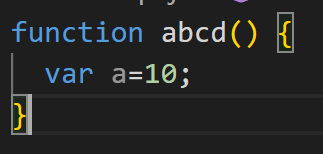 function abcd() {
  var a=10;
}